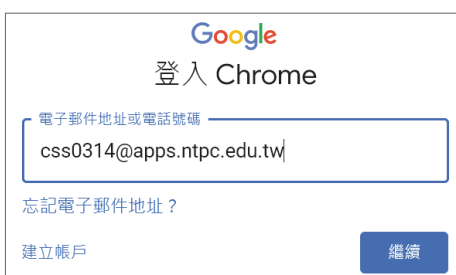 Google
登入 Chrome
電子郵件地址或電話號碼
css0314@apps.ntpc.edu.tw
忘記電子郵件地址？
建立帳戶
繼續